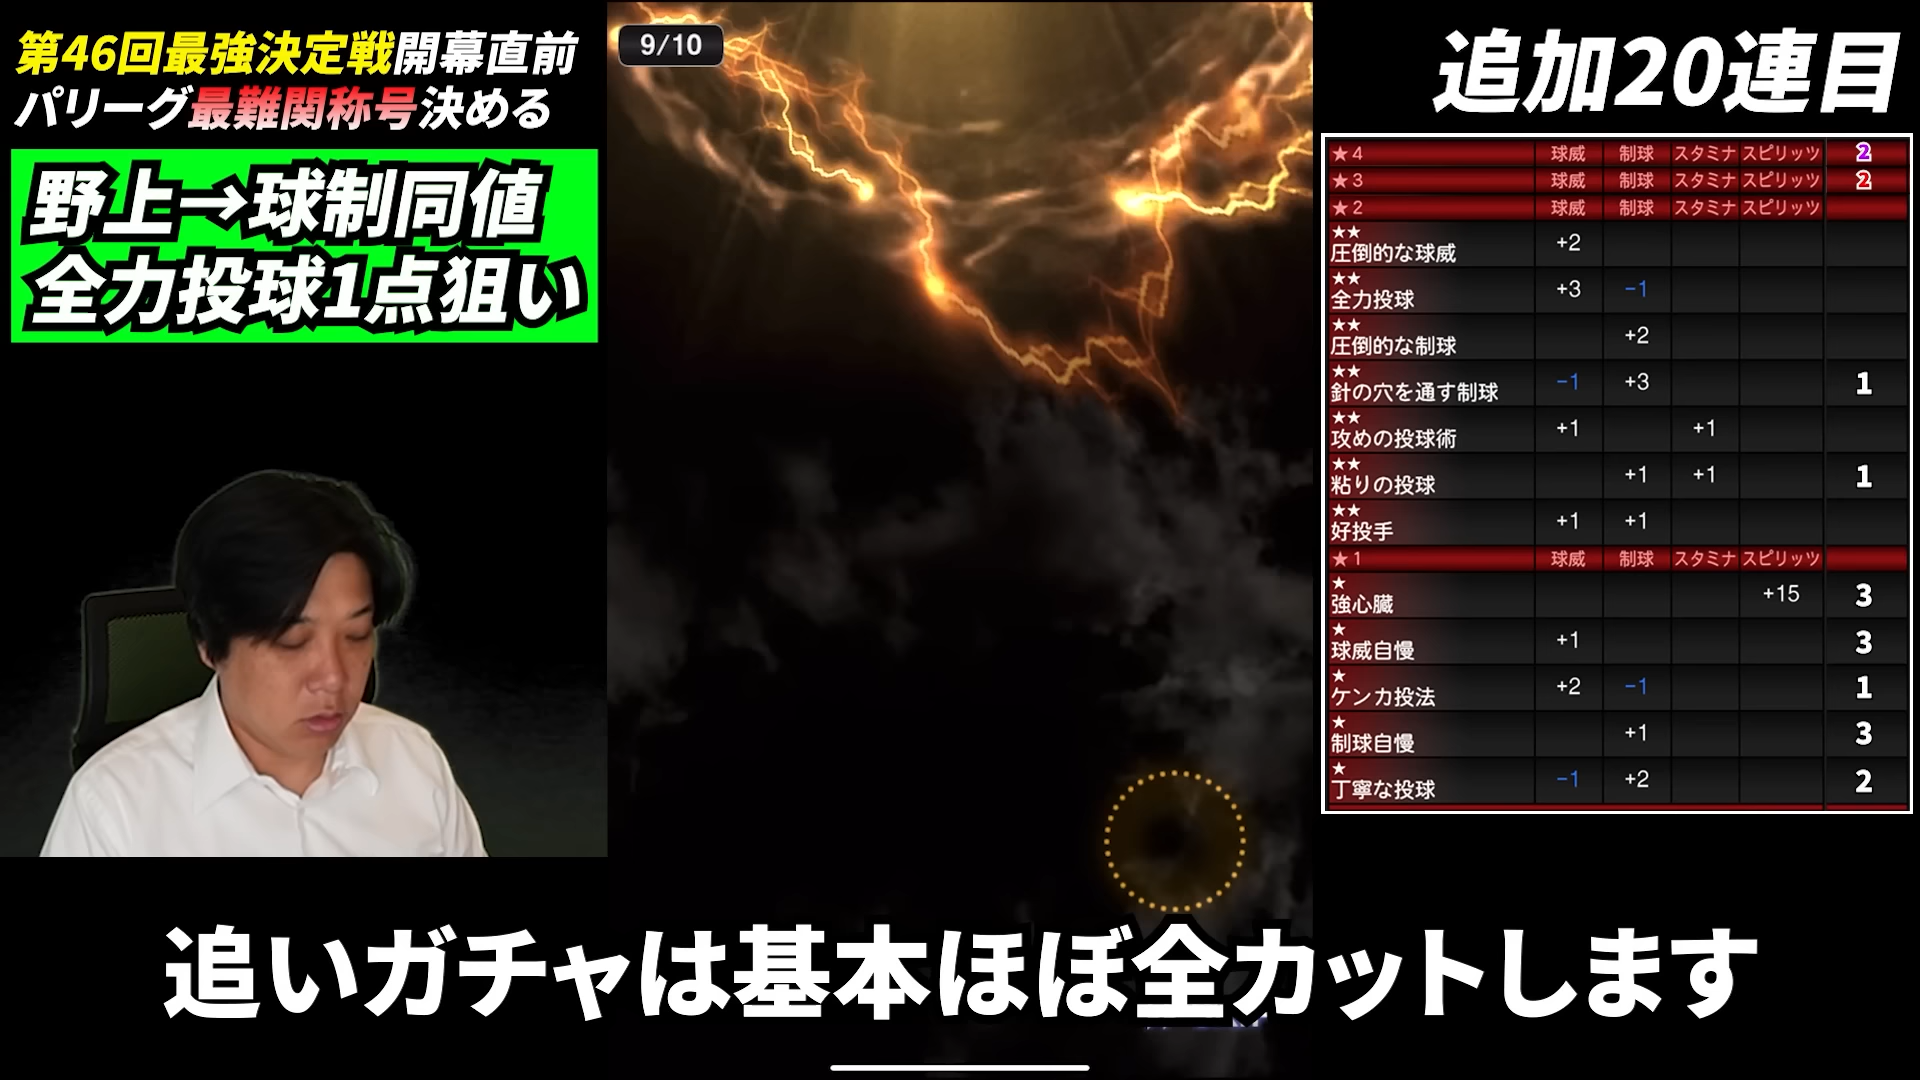 第46回最強決定戦開幕直前
パリーグ最難関称号決める
野上→球制同値
全力投球1点狙い
9/10
追加20連目
★4 球威 制球 スタミナ スピリッツ 2
★3 球威 制球 スタミナ スピリッツ 2
★2 球威 制球 スタミナ スピリッツ
★★
圧倒的な球威 +2
★★
全力投球 +3 -1
★★
圧倒的な制球 +2
★★
針の穴を通す制球 -1 +3 1
★★
攻めの投球術 +1 +1
★★
粘りの投球 +1 +1 1
★★
好投手 +1 +1
★1 球威 制球 スタミナ スピリッツ
★
強心臓 +15 3
★
球威自慢 +1 3
★
ケンカ投法 +2 -1 1
★
制球自慢 +1 3
★
丁寧な投球 -1 +2 2
追いガチャは基本ほぼ全カットします